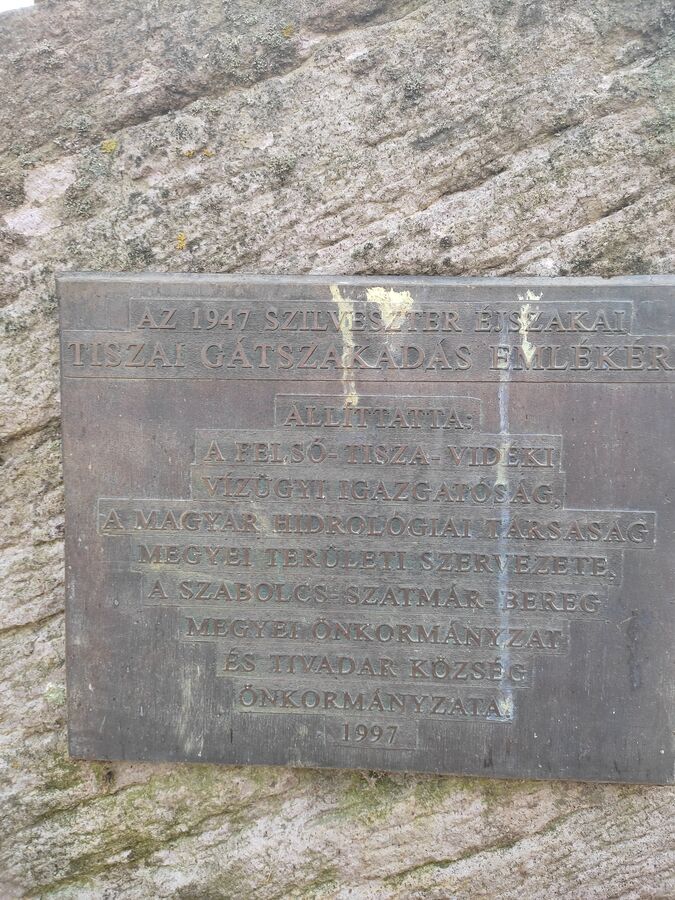 AZ 1947 SZILVESZTER ÉJSZAKAI
TISZAI GÁTSZAKADÁS EMLÉKÉR
ÁLLÍTTATTA:
A FELSŐ-TISZA-VIDÉKI
VÍZÜGYI IGAZGATÓSÁG,
A MAGYAR HIDROLÓGIAI TÁRSASÁG
MEGYEI TERÜLETI SZERVEZETE,
A SZABOLCS-SZATMÁR-BEREG
MEGYEI ÖNKORMÁNYZAT
ÉS TIVADAR KÖZSÉG
ÖNKORMÁNYZATA
1997